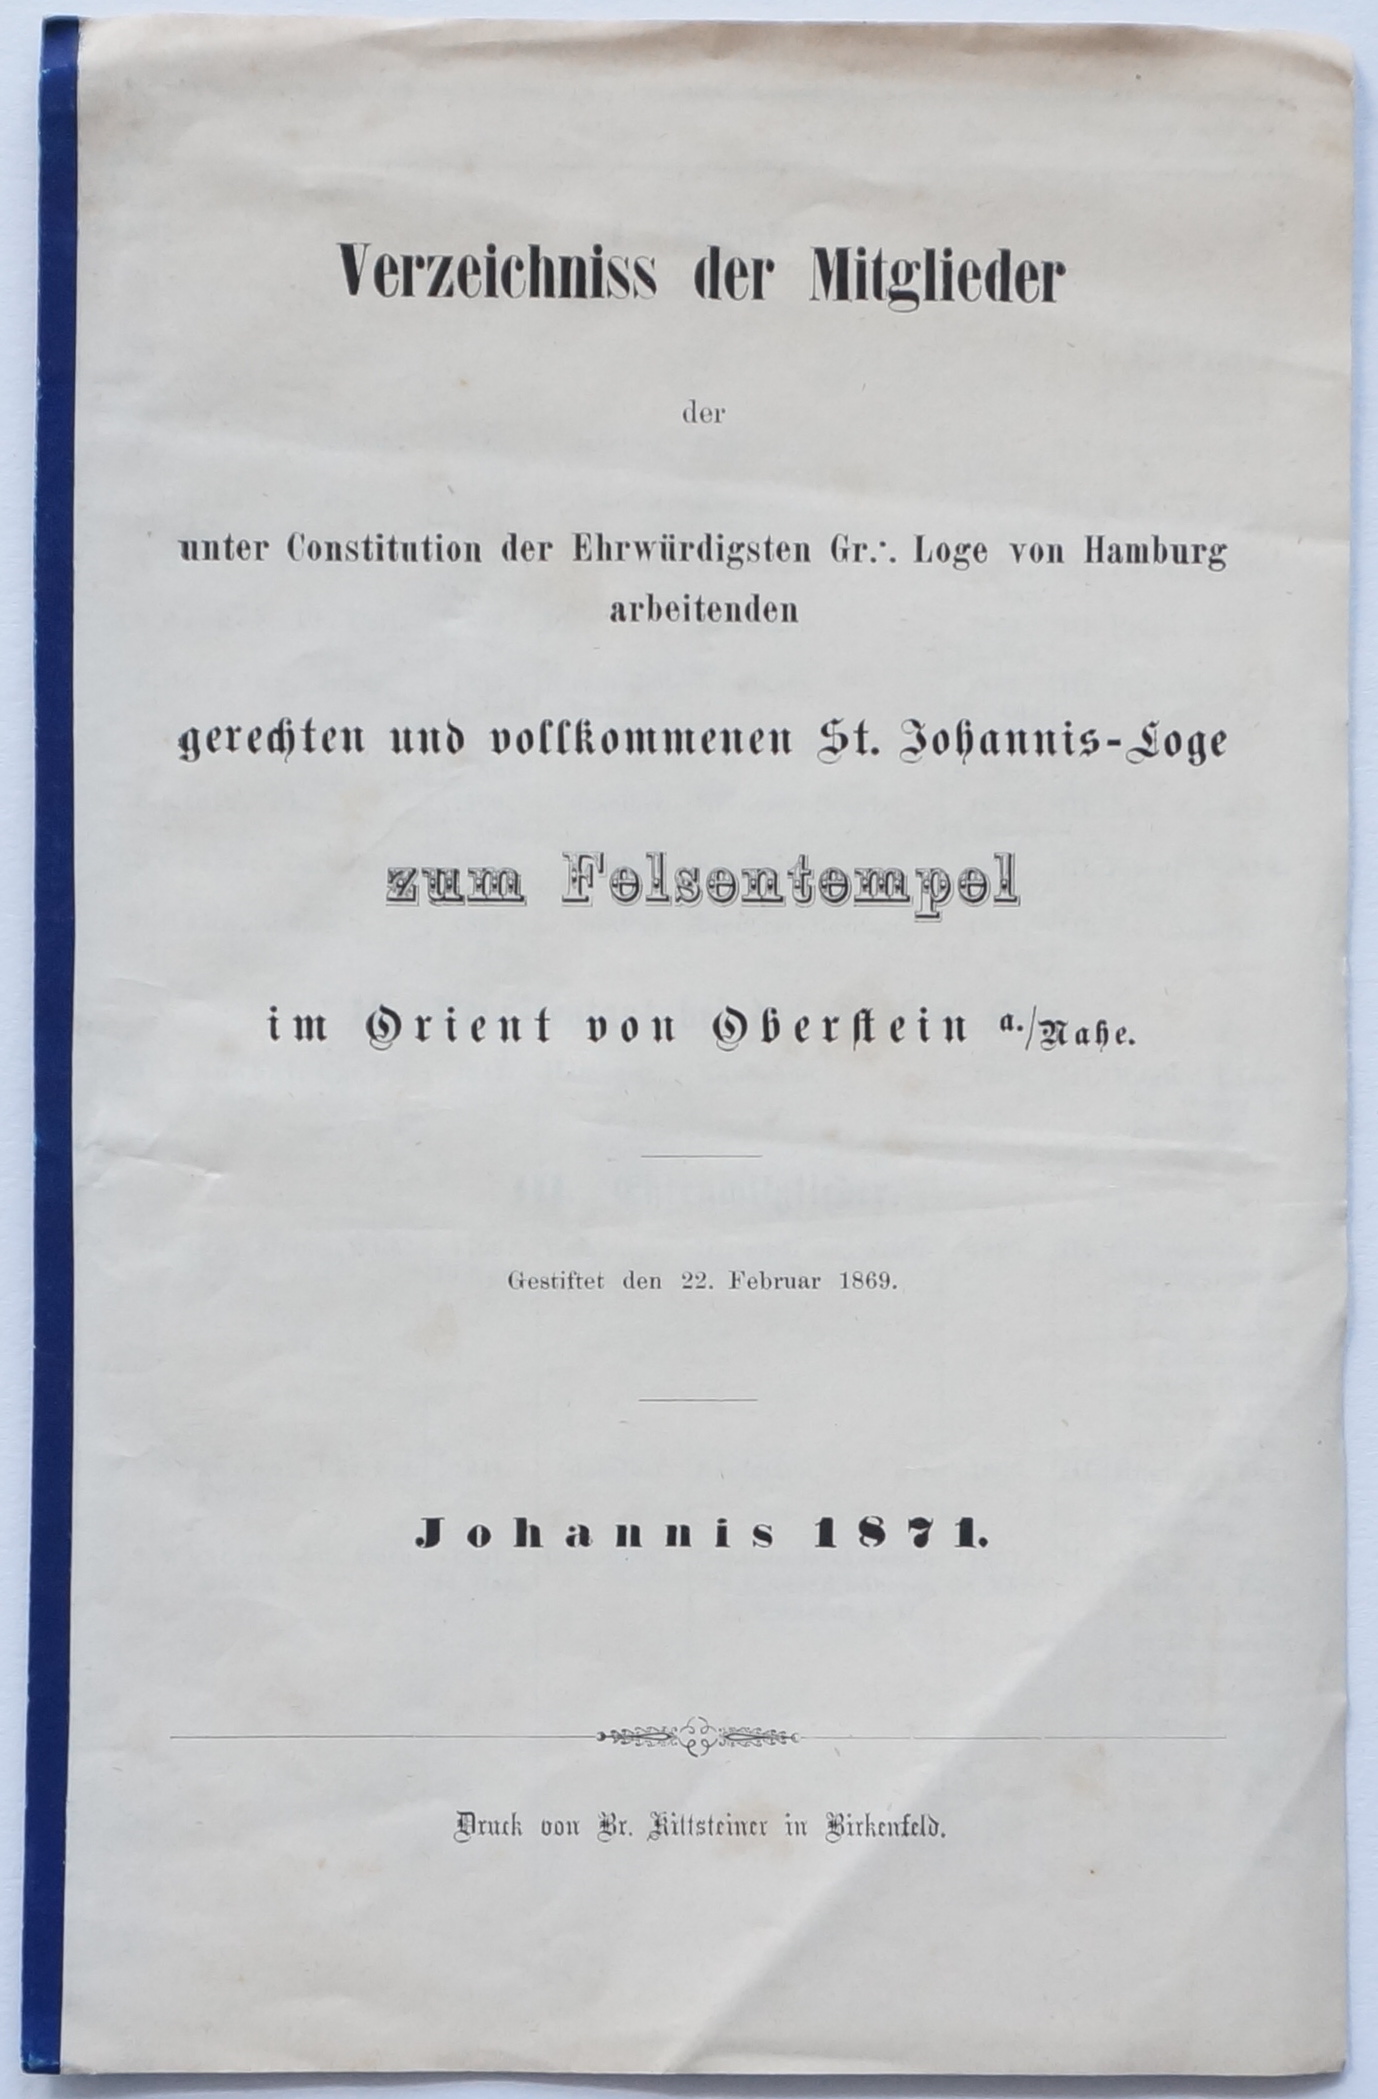 Verzeichniss der Mitglieder
der
unter Constitution der Ehrwürdigsten Gr.·. Loge von Hamburg
arbeitenden
gerechten und vollkommenen St. Johannis-Loge
zum Felsentempel
im Orient von Oberstein a./Nahe.
Gestiftet den 22. Februar 1869.
Johannis 1871.
Druck von Br. Kittsteiner in Birkenfeld.